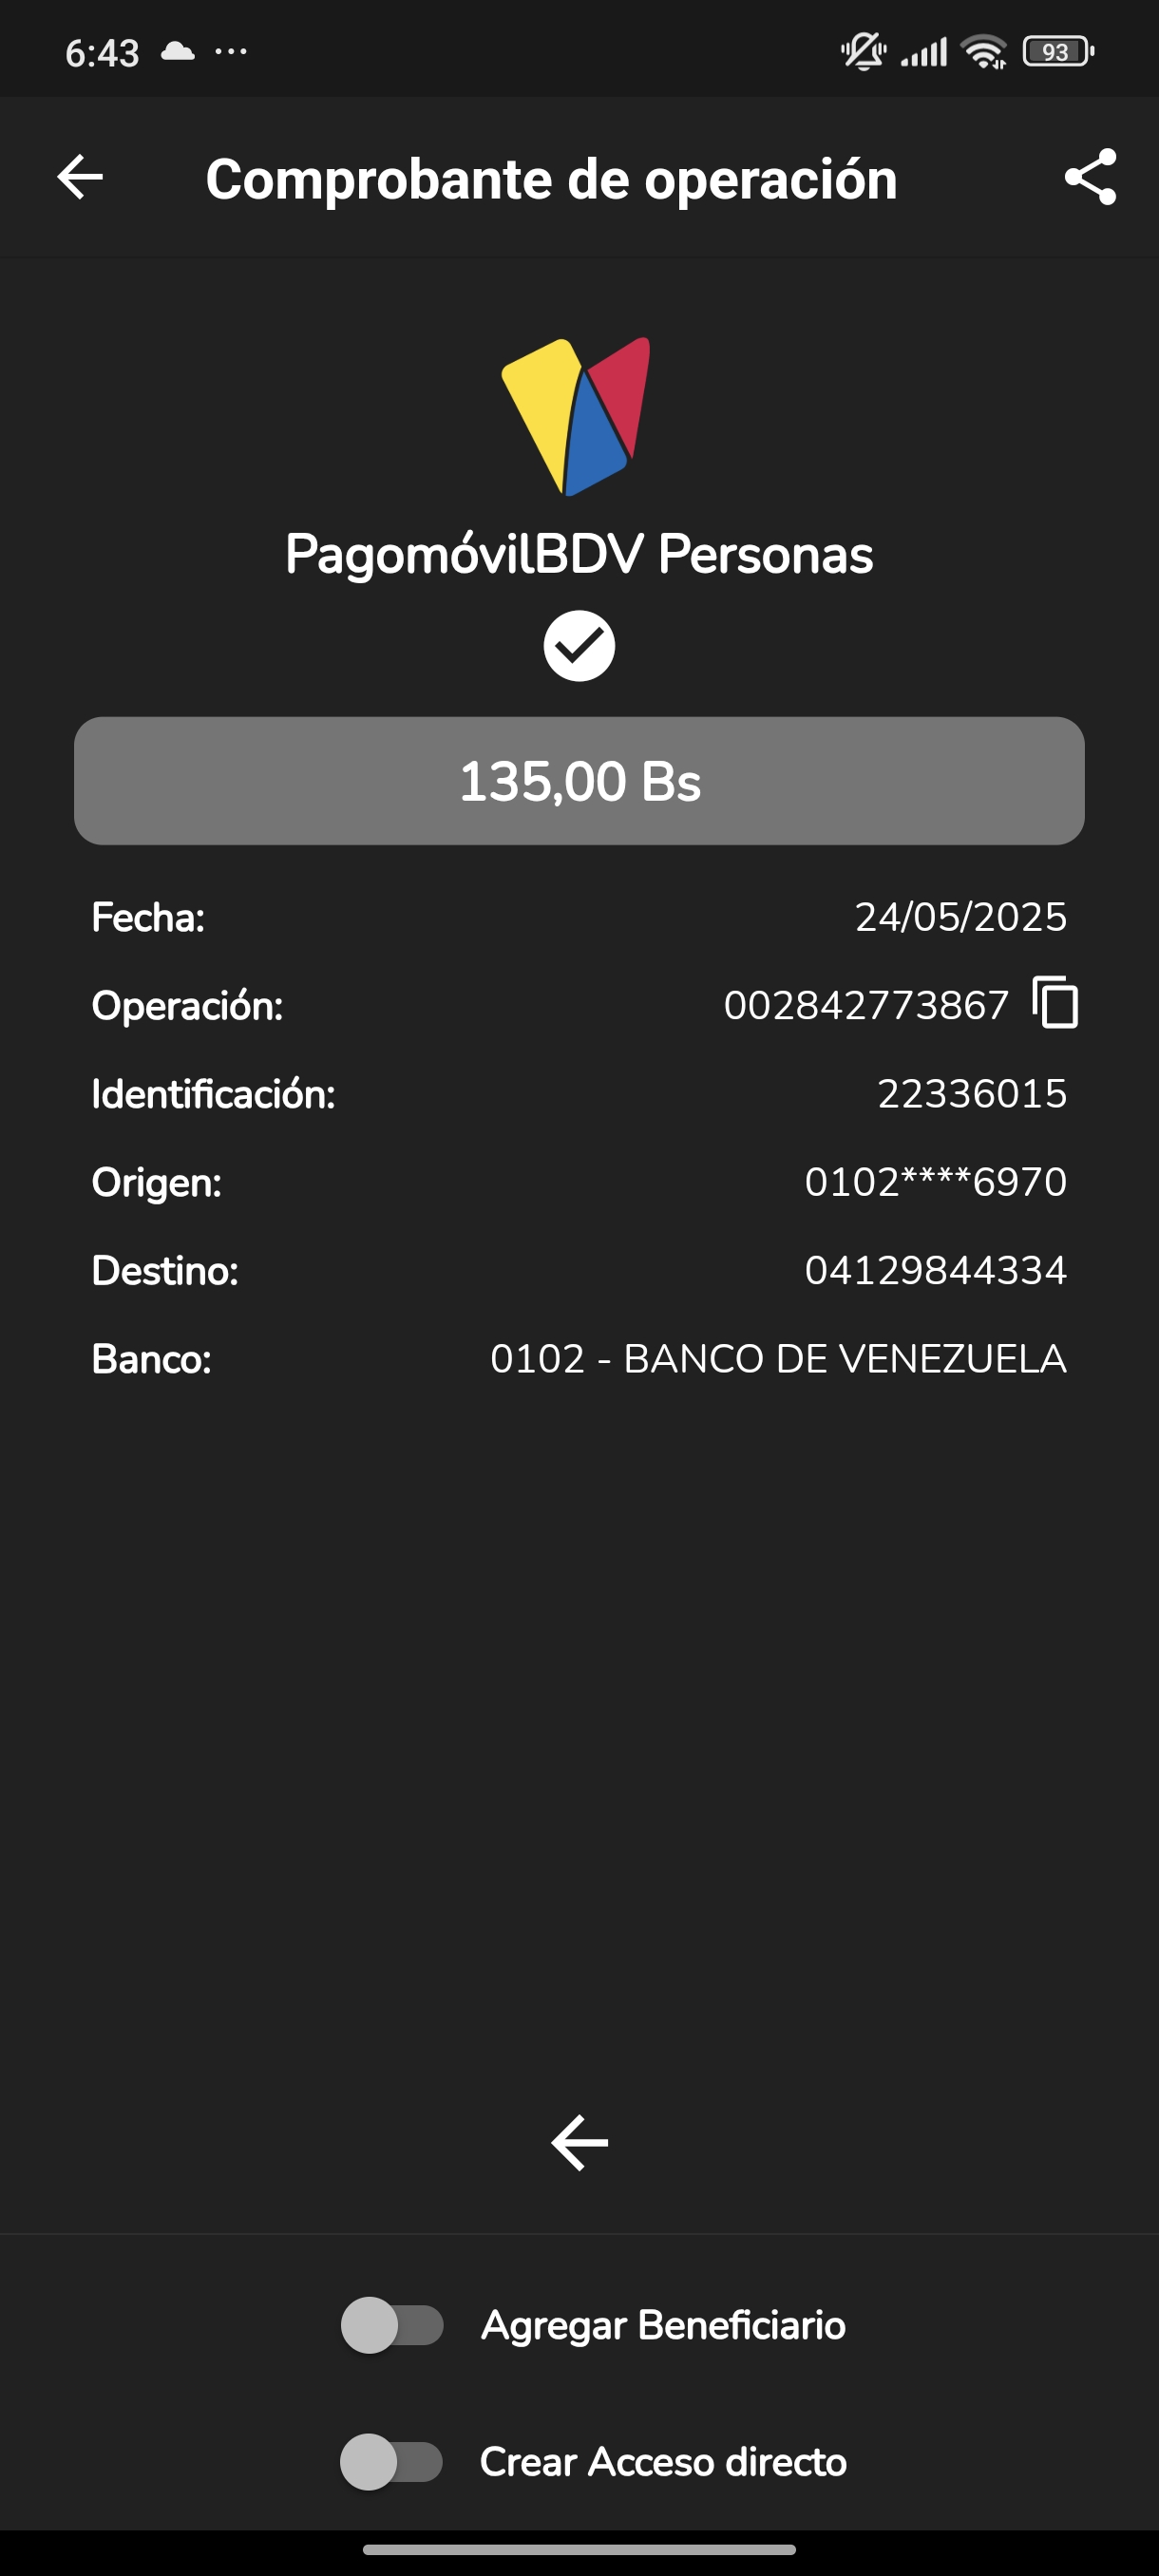 6:43
93
Comprobante de operación
PagomóvilBDV Personas
135,00 Bs
Fecha: 24/05/2025
Operación: 002842773867
Identificación: 22336015
Origen: 0102****6970
Destino: 04129844334
Banco: 0102 - BANCO DE VENEZUELA
Agregar Beneficiario
Crear Acceso directo